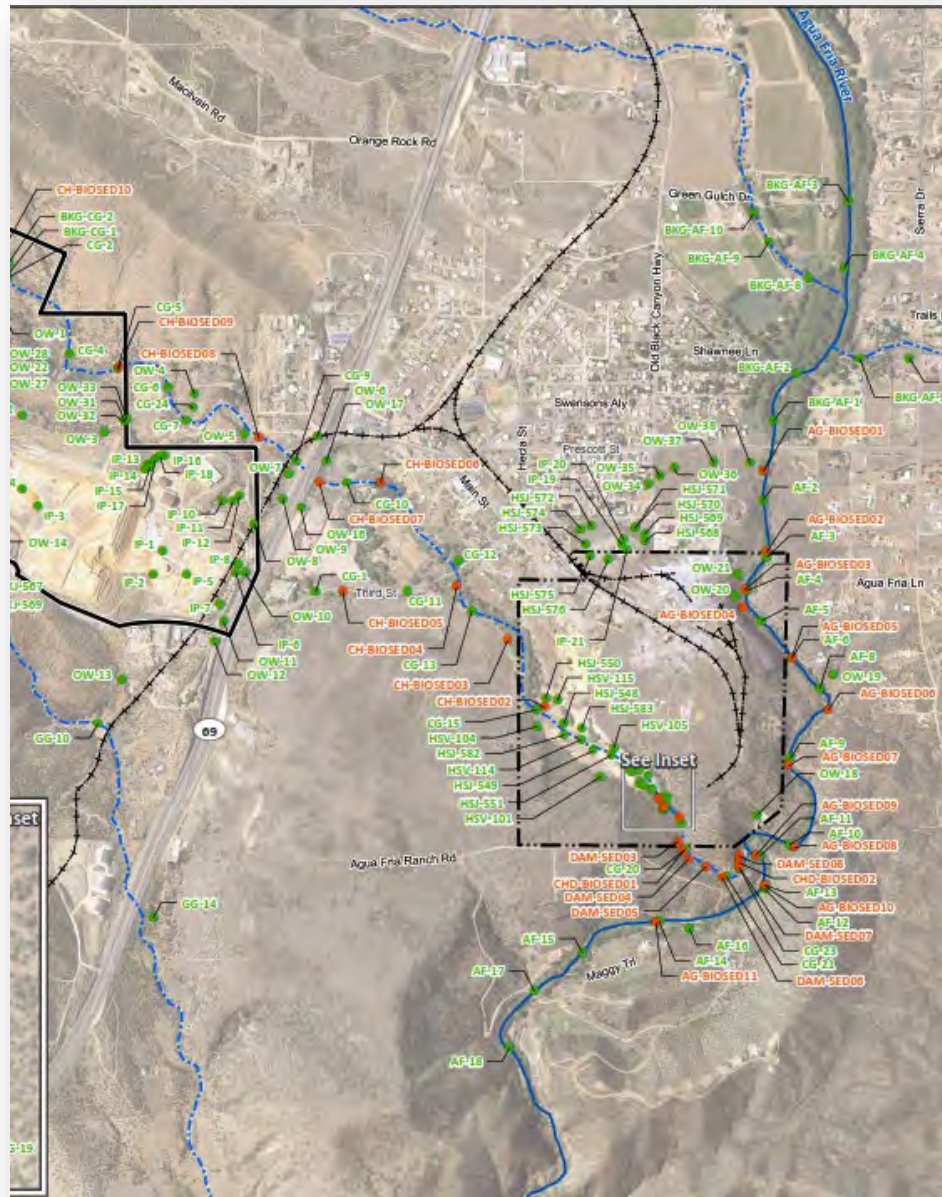 Agua Fria River
Macilvain Rd
Orange Rock Rd
CH-BIOSED10
BKG-CG-2
BKG-CG-1
CG-2
Green Gulch Dr
BKG-AF-3
BKG-AF-10
BKG-AF-9
BKG-AF-8
BKG-AF-4
Sierra Dr
Old Black Canyon Hwy
CG-5
CH-BIOSED09
CH-BIOSED08
OW-1
CG-4
OW-28
OW-22
OW-27
OW-4
CG-6
CG-24
OW-33
OW-31
OW-32
CG-7
OW-3
OW-5
CG-9
OW-6
OW-17
Shawnee Ln
BKG-AF-2
Swensons Aly
BKG-AF-1
AG-BIOSED01
Hecla St
Prescott St
OW-38
OW-37
OW-36
OW-35
OW-34
IP-20
IP-19
HSJ-572
HSJ-574
HSJ-573
HSJ-571
HSJ-570
HSJ-569
HSJ-568
Main St
IP-13
IP-16
IP-14
IP-18
IP-15
IP-17
IP-10
IP-11
IP-12
IP-3
OW-14
IP-1
IP-8
IP-2
IP-5
IP-7
IP-6
OW-7
CH-BIOSED06
CG-10
CH-BIOSED07
OW-16
OW-9
OW-8
CG-12
AF-2
AG-BIOSED02
AF-3
AG-BIOSED03
OW-21
AF-4
OW-20
Agua Fria Ln
AG-BIOSED04
AF-5
AG-BIOSED05
AF-6
AF-8
OW-19
AG-BIOSED06
HSJ-575
HSJ-576
IP-21
CG-1
Third St
CG-11
OW-10
CH-BIOSED05
CH-BIOSED04
CG-13
CH-BIOSED03
OW-11
OW-12
OW-13
GG-10
69
HSJ-550
HSV-115
CH-BIOSED02
HSJ-548
HSJ-583
HSV-105
CG-15
HSV-104
HSJ-582
HSV-114
HSJ-549
HSJ-551
HSV-101
See Inset
AF-9
AG-BIOSED07
OW-18
AG-BIOSED09
AF-11
AF-10
AG-BIOSED08
DAM-SED08
CHD-BIOSED02
AF-13
AG-BIOSED10
AF-12
DAM-SED07
CG-23
CG-21
DAM-SED06
Agua Fria Ranch Rd
DAM-SED03
CG-20
CHD-BIOSED01
DAM-SED04
DAM-SED05
GG-14
AF-15
AF-16
AF-14
AG-BIOSED11
Maggy Trl
AF-17
AF-18